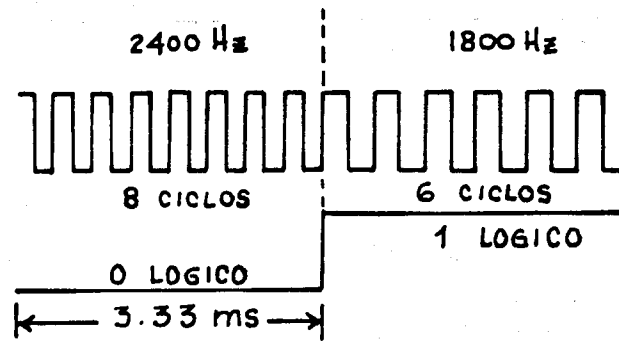 2400 Hz
1800 Hz
8 CICLOS
6 CICLOS
1 LOGICO
0 LOGICO
3.33 ms